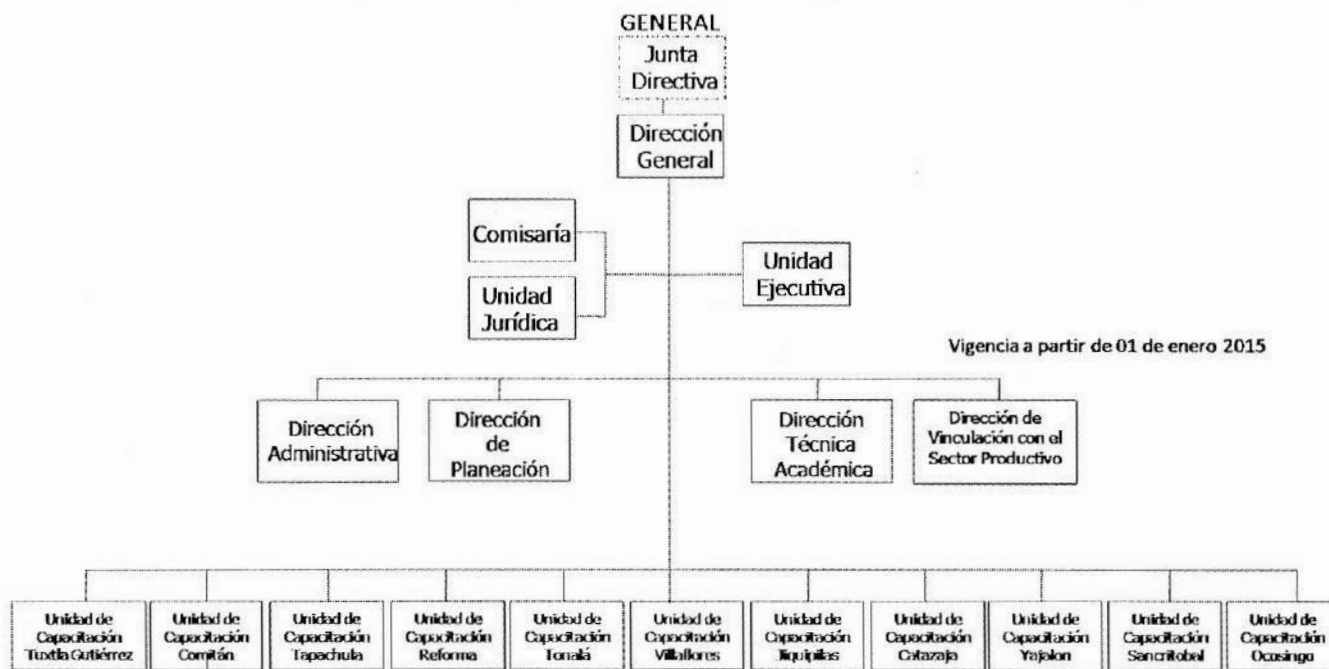 GENERAL
Junta
Directiva
Dirección
General
Comisaría
Unidad
Jurídica
Unidad
Ejecutiva
Vigencia a partir de 01 de enero 2015
Dirección
Administrativa
Dirección
de
Planeación
Dirección
Técnica
Académica
Dirección de
Vinculación con el
Sector Productivo
Unidad de
Capacitación
Tuxtla Gutiérrez
Unidad de
Capacitación
Comitán
Unidad de
Capacitación
Tapachula
Unidad de
Capacitación
Reforma
Unidad de
Capacitación
Tonalá
Unidad de
Capacitación
Villaflores
Unidad de
Capacitación
Jiquipilas
Unidad de
Capacitación
Catazaja
Unidad de
Capacitación
Yajalon
Unidad de
Capacitación
Sancritobal
Unidad de
Capacitación
Ocosingo